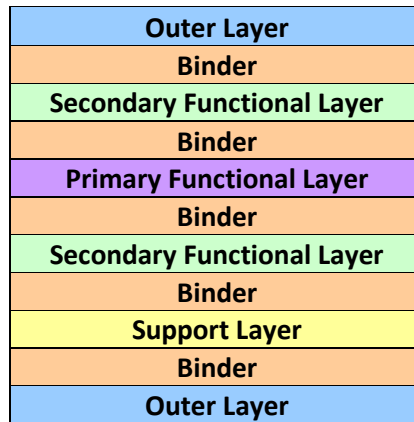 Outer Layer
Binder
Secondary Functional Layer
Binder
Primary Functional Layer
Binder
Secondary Functional Layer
Binder
Support Layer
Binder
Outer Layer